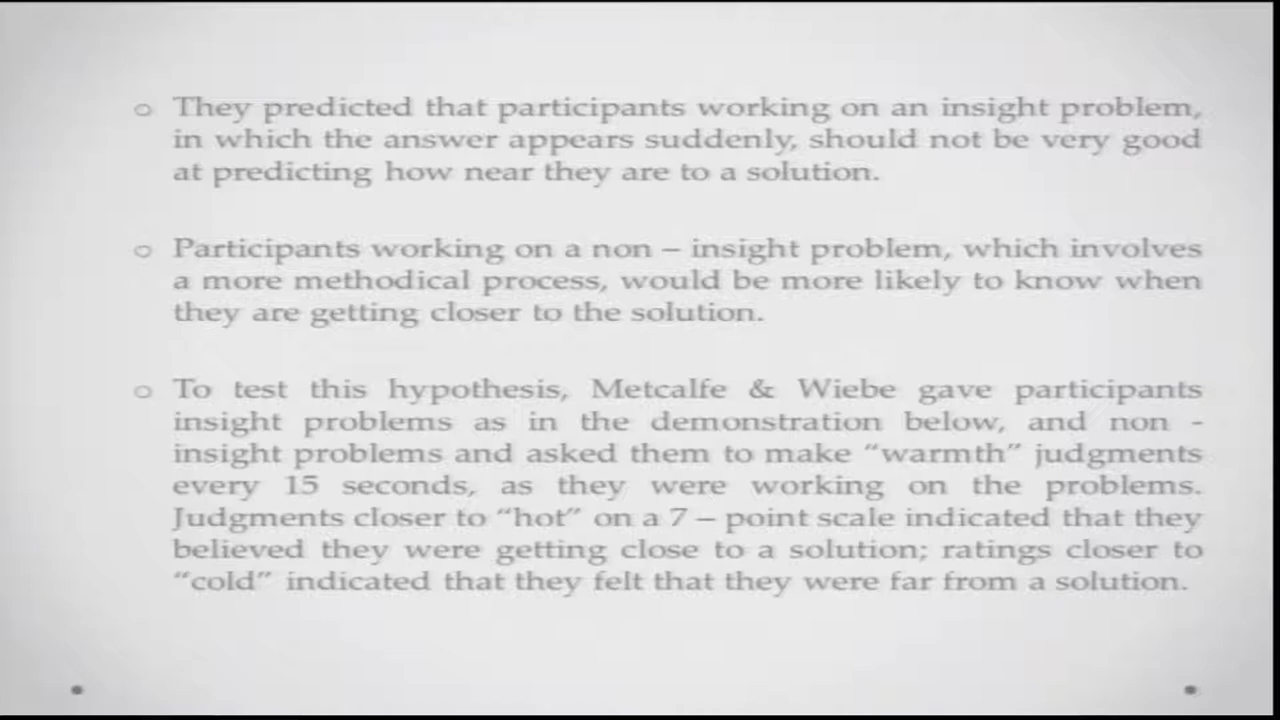 They predicted that participants working on an insight problem,
in which the answer appears suddenly, should not be very good
at predicting how near they are to a solution.
Participants working on a non – insight problem, which involves
a more methodical process, would be more likely to know when
they are getting closer to the solution.
To test this hypothesis, Metcalfe & Wiebe gave participants
insight problems as in the demonstration below, and non -
insight problems and asked them to make “warmth” judgments
every 15 seconds, as they were working on the problems.
Judgments closer to “hot” on a 7 – point scale indicated that they
believed they were getting close to a solution; ratings closer to
“cold” indicated that they felt that they were far from a solution.